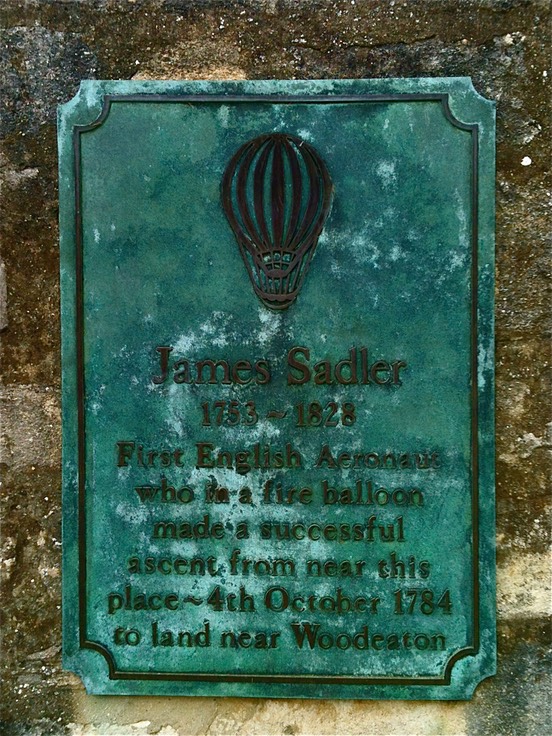 James Sadler
1753~1828
First English Aeronaut
who in a fire balloon
made a successful
ascent from near this
place~4th October 1784
to land near Woodeaton